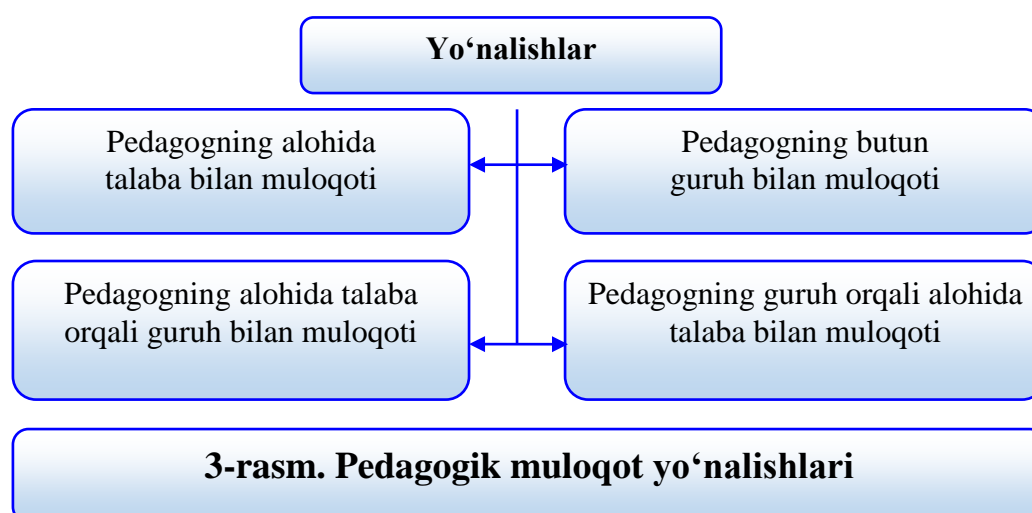 Yo‘nalishlar
Pedagogning alohida
talaba bilan muloqoti
Pedagogning butun
guruh bilan muloqoti
Pedagogning alohida talaba
orqali guruh bilan muloqoti
Pedagogning guruh orqali alohida
talaba bilan muloqoti
3-rasm. Pedagogik muloqot yo‘nalishlari